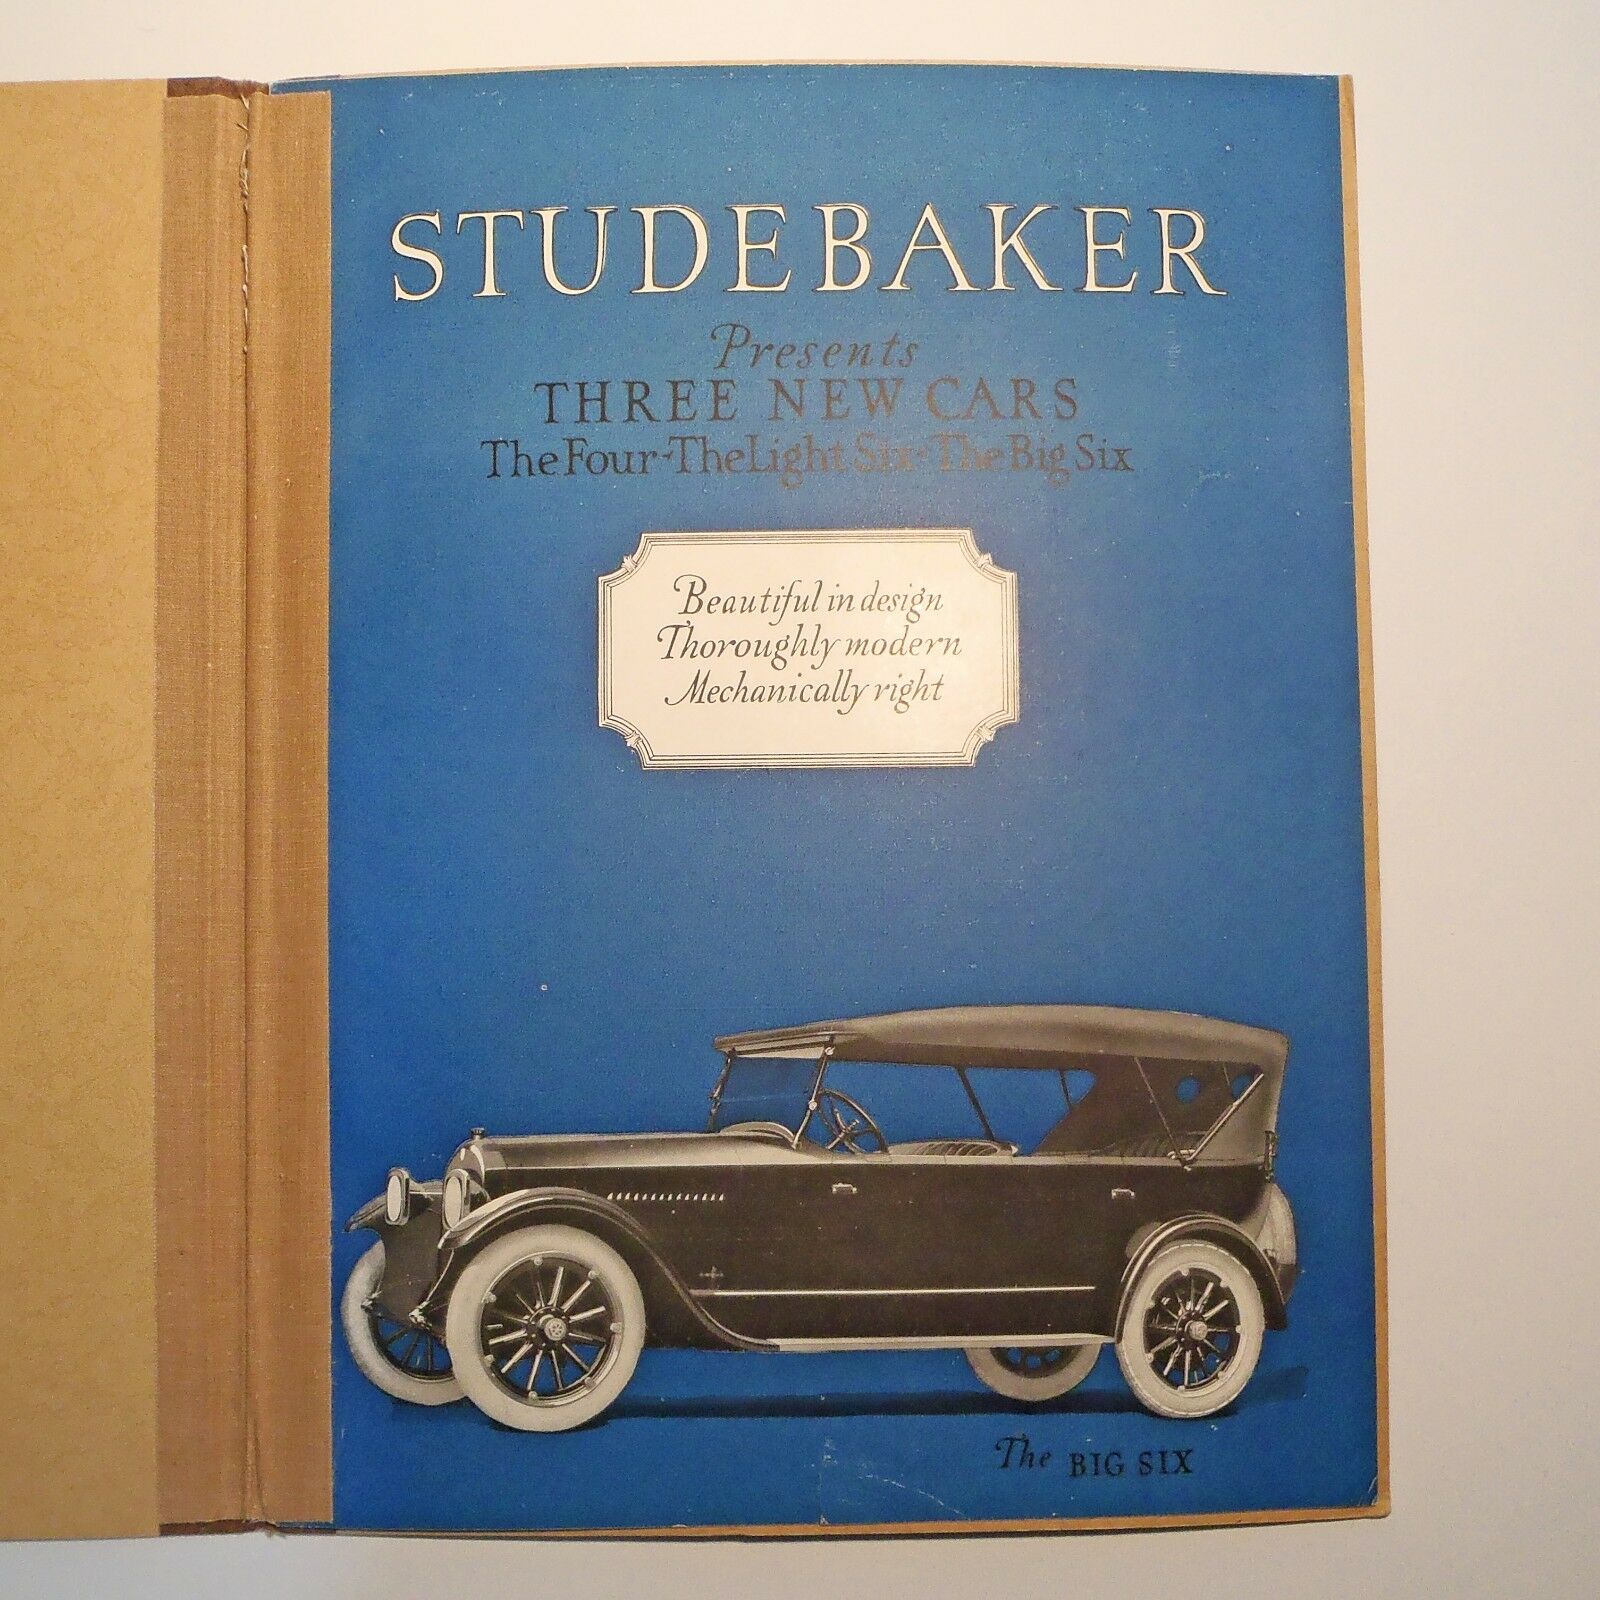 STUDEBAKER
Presents
THREE NEW CARS
The Four-The Light Six-The Big Six
Beautiful in design
Thoroughly modern
Mechanically right
The BIG SIX